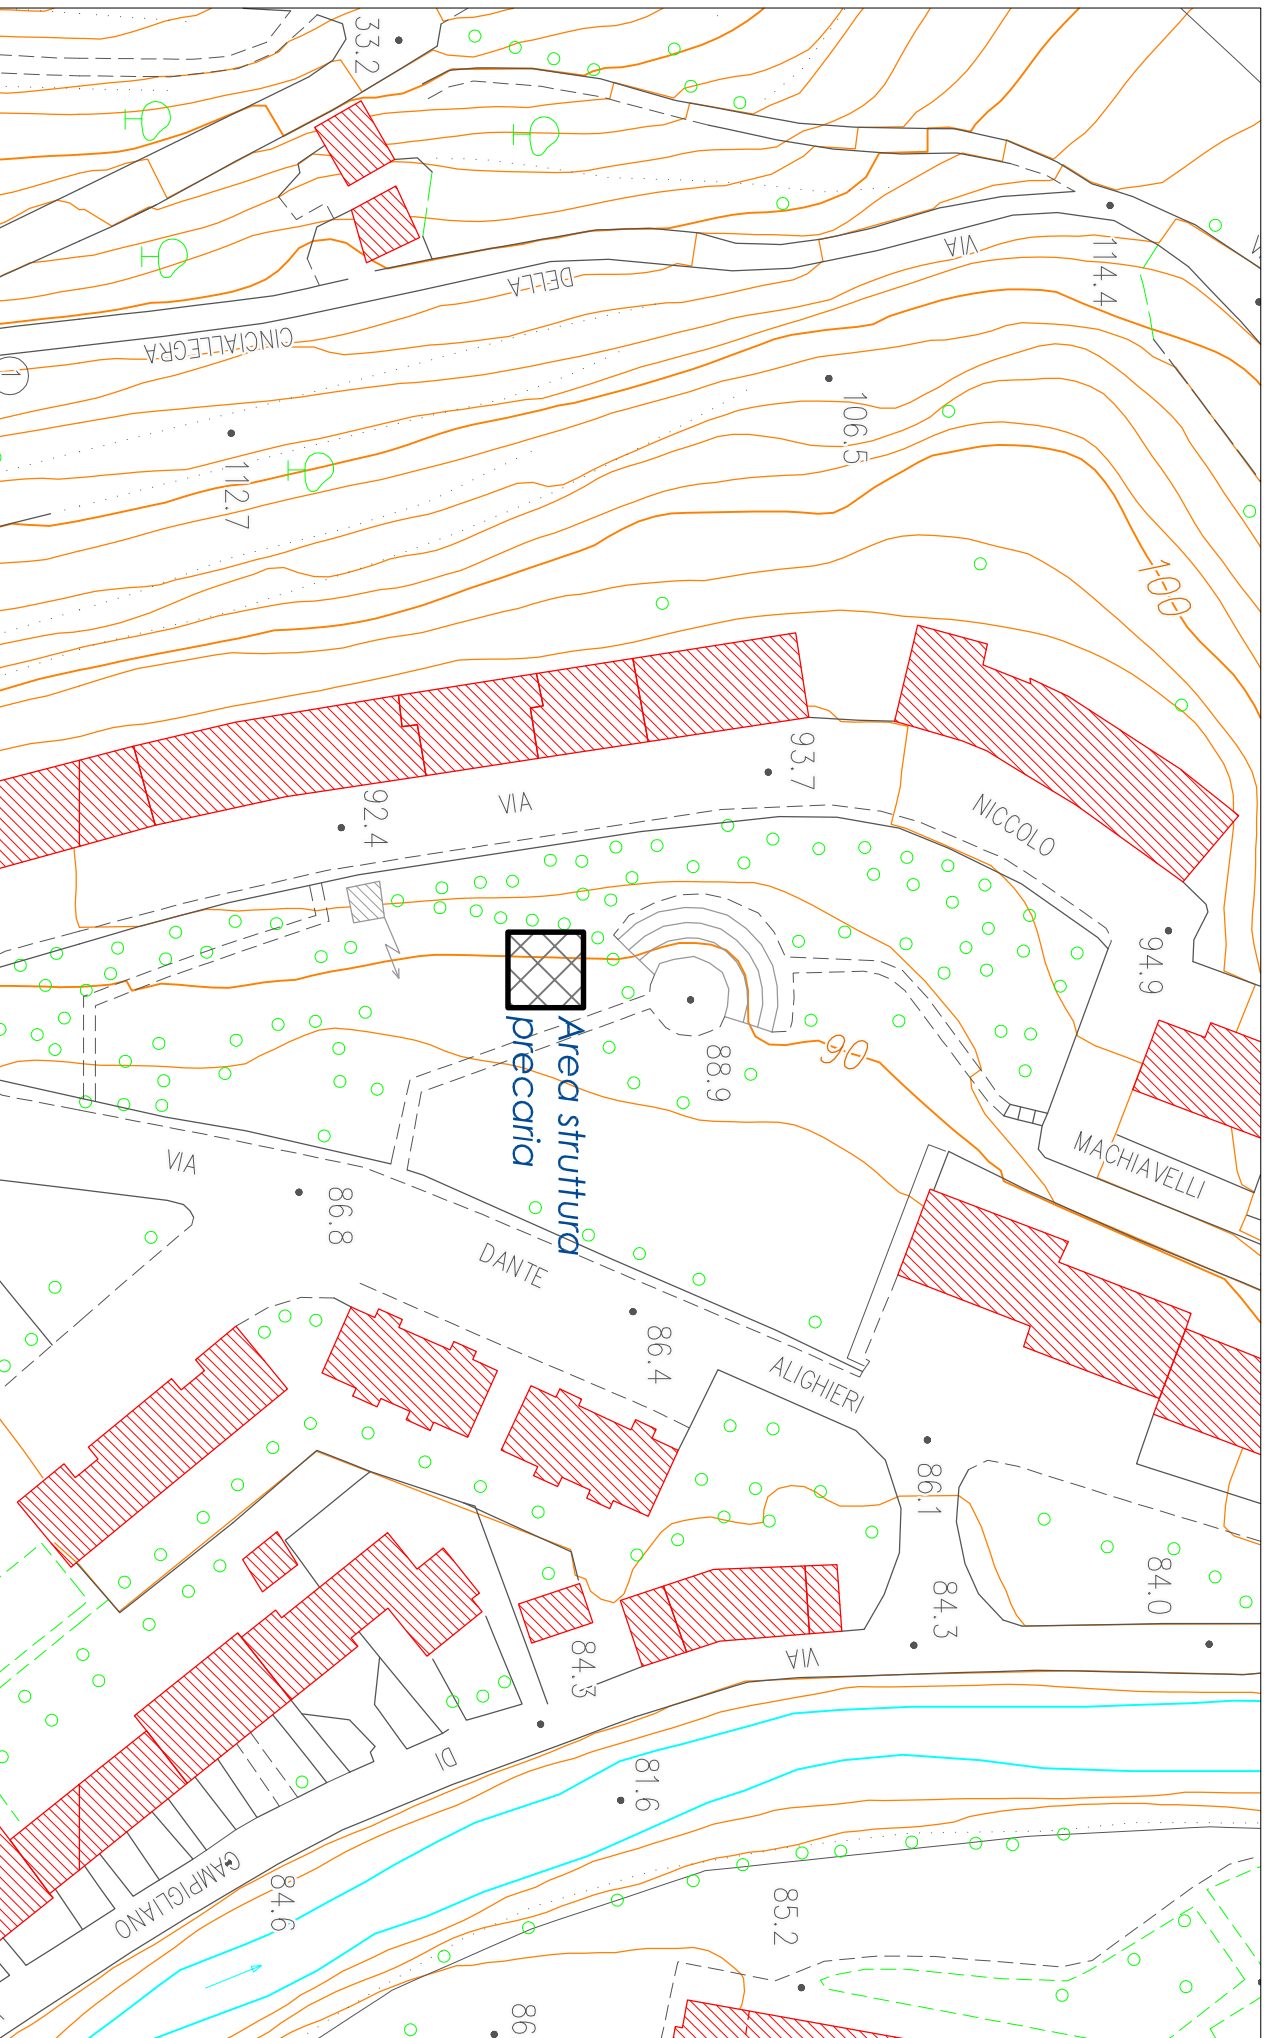 33.2
DELLA
VIA
114.4
CINCIALLEGRA
1
106.5
112.7
100
93.7
92.4
VIA
NICCOLO
94.9
88.9
90
Area struttura
precaria
MACHIAVELLI
VIA
86.8
DANTE
86.4
ALIGHIERI
86.1
84.0
84.3
84.3
VIA
DI
81.6
CAMPIGLIANO
84.6
85.2
86